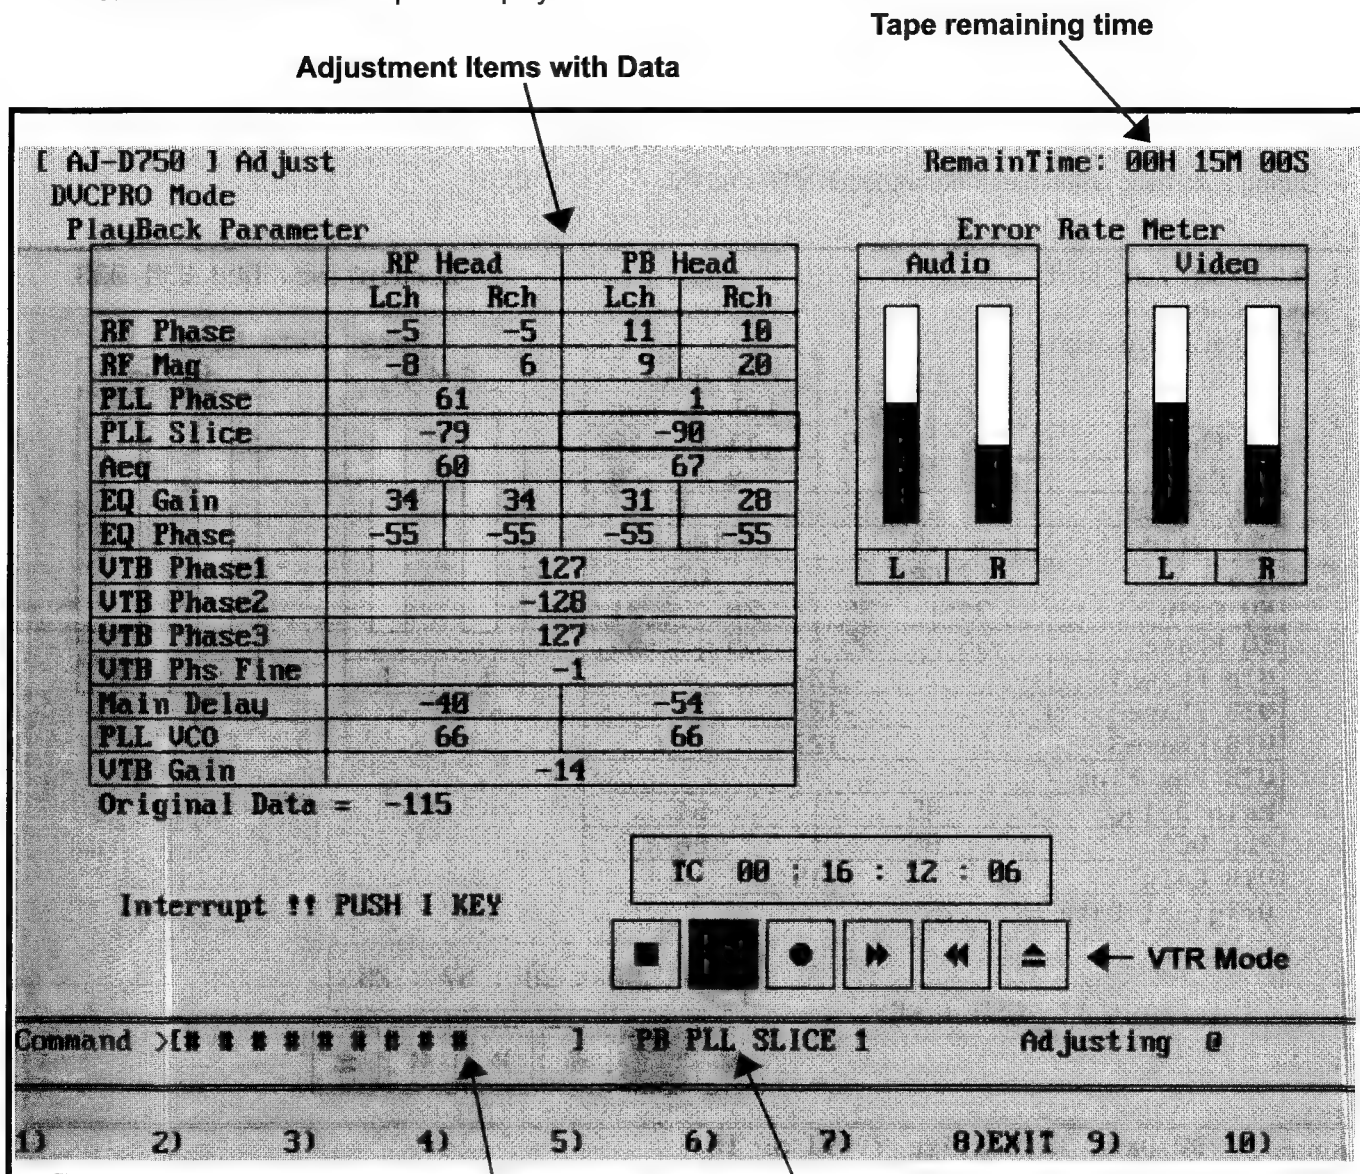 Tape remaining time
Adjustment Items with Data
[ AJ-D750 ] Adjust RemainTime: 00H 15M 00S
DVCPRO Mode
PlayBack Parameter Error Rate Meter
RP Head PB Head Audio Video
Lch Rch Lch Rch
RF Phase -5 -5 11 10
RF Mag -8 6 9 20
PLL Phase 61 1
PLL Slice -79 -90
Aeq 60 67
EQ Gain 34 34 31 28
EQ Phase -55 -55 -55 -55
VTB Phase1 127 L R L R
VTB Phase2 -128
VTB Phase3 127
VTB Phs Fine -1
Main Delay -40 -54
PLL VCO 66 66
VTB Gain -14
Original Data = -115
TC 00 : 16 : 12 : 06
Interrupt !! PUSH I KEY
VTR Mode
Command >[# # # # # # # # # ] PB PLL SLICE 1 Adjusting 0
1) 2) 3) 4) 5) 6) 7) 8)EXIT 9) 10)